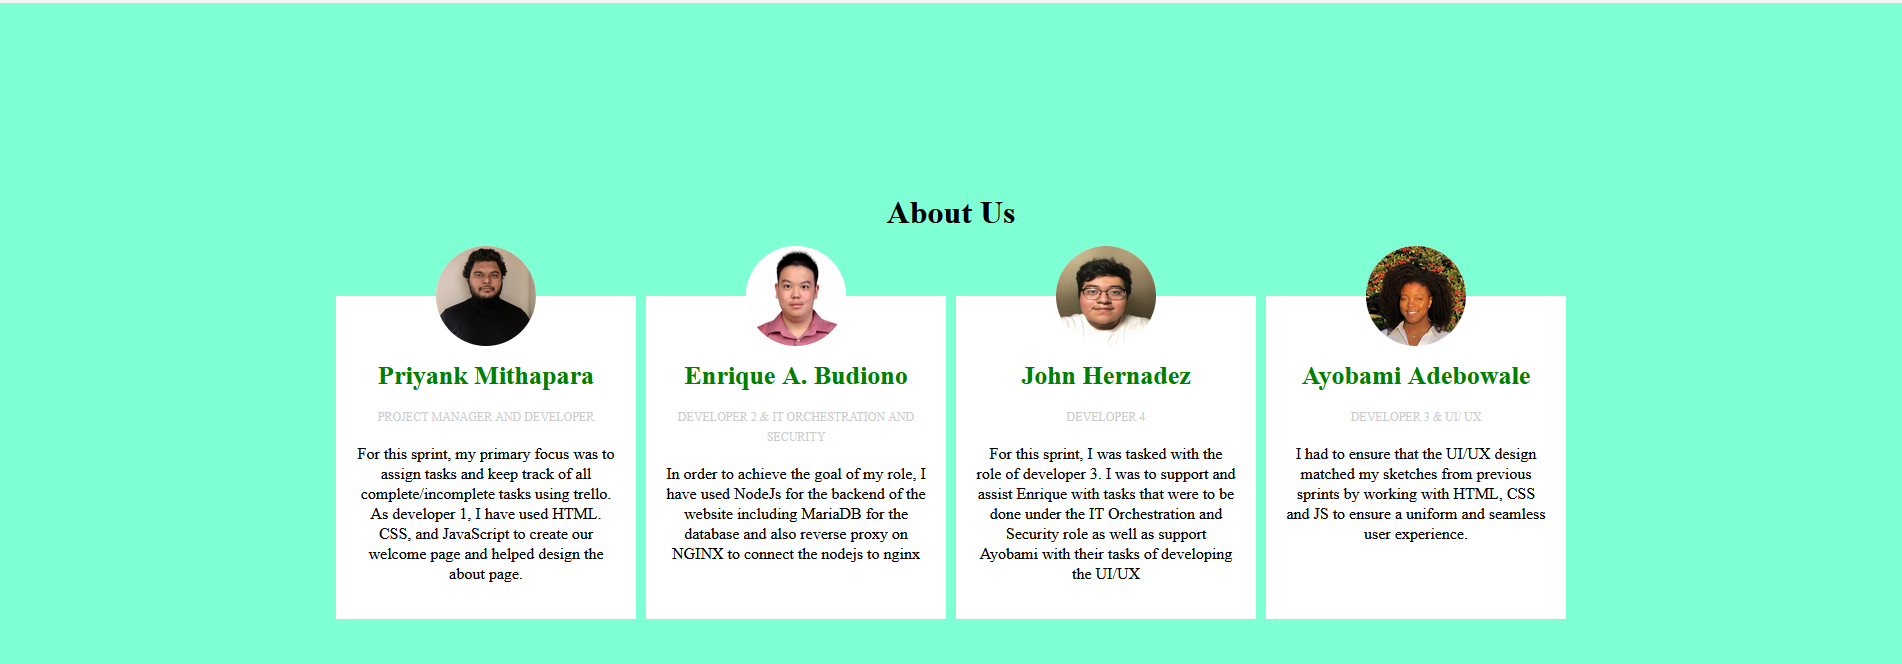 About Us
Priyank Mithapara
PROJECT MANAGER AND DEVELOPER
For this sprint, my primary focus was to
assign tasks and keep track of all
complete/incomplete tasks using trello.
As developer 1, I have used HTML.
CSS, and JavaScript to create our
welcome page and helped design the
about page.
Enrique A. Budiono
DEVELOPER 2 & IT ORCHESTRATION AND
SECURITY
In order to achieve the goal of my role, I
have used NodeJs for the backend of the
website including MariaDB for the
database and also reverse proxy on
NGINX to connect the nodejs to nginx
John Hernadez
DEVELOPER 4
For this sprint, I was tasked with the
role of developer 3. I was to support and
assist Enrique with tasks that were to be
done under the IT Orchestration and
Security role as well as support
Ayobami with their tasks of developing
the UI/UX
Ayobami Adebowale
DEVELOPER 3 & UI/ UX
I had to ensure that the UI/UX design
matched my sketches from previous
sprints by working with HTML, CSS
and JS to ensure a uniform and seamless
user experience.